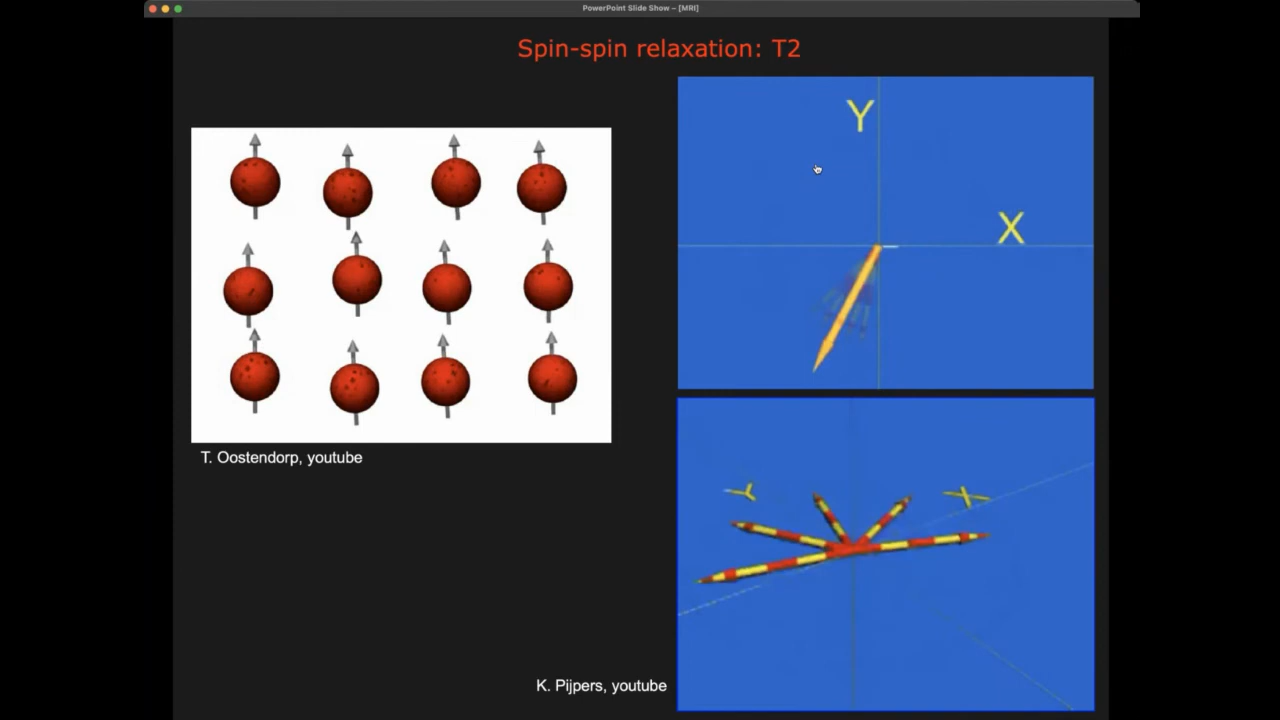 PowerPoint Slide Show – [MRI]
Spin-spin relaxation: T2
Y
X
T. Oostendorp, youtube
Y
X
K. Pijpers, youtube